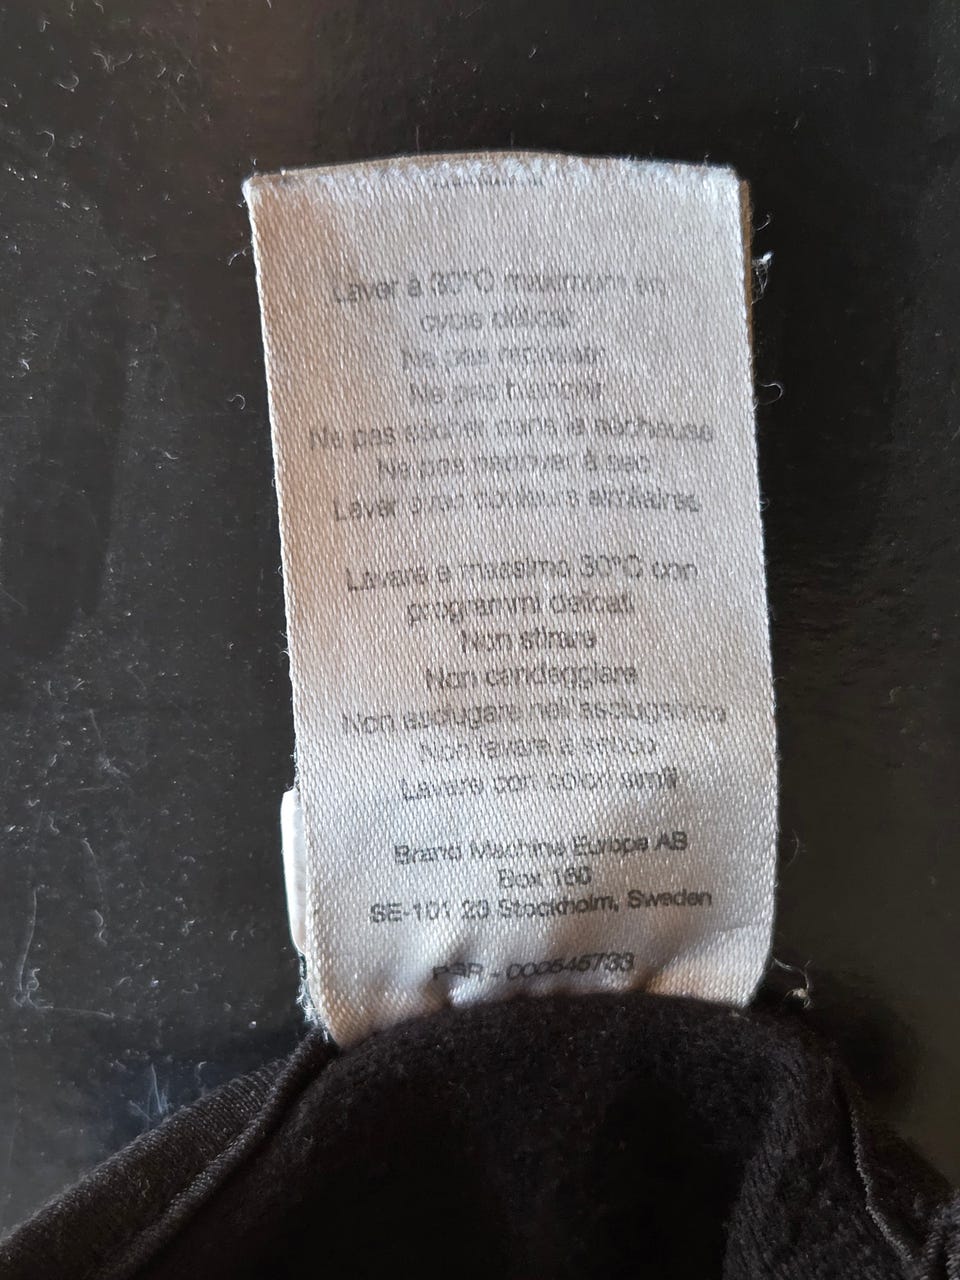 Laver à 30°C maximum en
cycle délicat
Ne pas repasser
Ne pas blanchir
Ne pas sécher dans la sécheuse
Ne pas nettoyer à sec
Laver avec couleurs similaires
Lavare a massimo 30°C con
programmi delicati
Non stirare
Non candeggiare
Non asciugare nell'asciugatrice
Non lavare a secco
Lavare con colori simili
Brand Machine Europe AB
Box 160
SE-101 23 Stockholm, Sweden
- 000545733